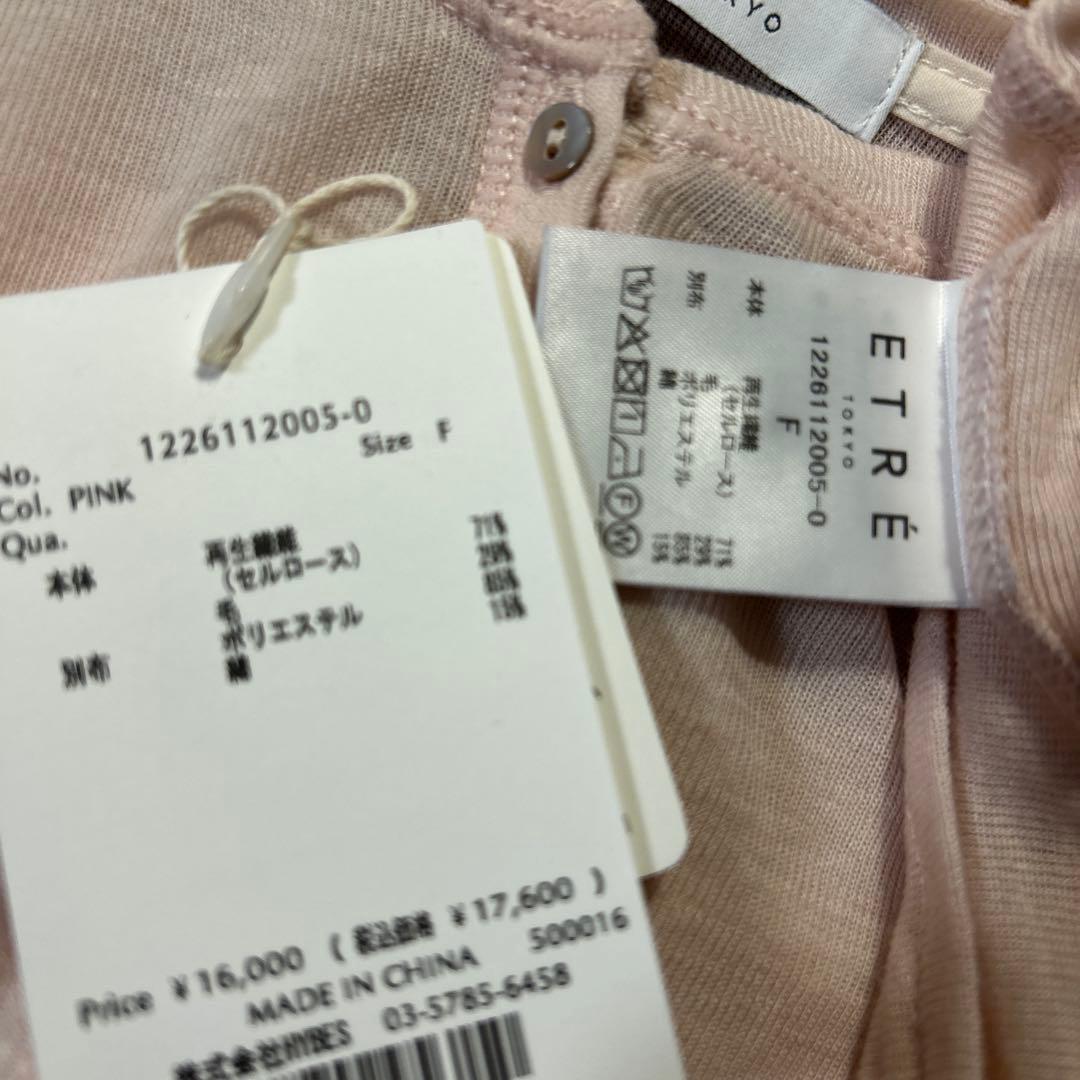 KYO
No. 1226112005-0
Col. PINK Size F
Qua.
本体 再生繊維 71%
(セルロース)
毛 29%
ポリエステル 85%
別布 綿 15%
Price ¥16,000 ( 税込価格 ¥17,600 )
MADE IN CHINA 500016
株式会社HYBES 03-5785-6458
ETRÉ
TOKYO
1226112005-0
F
本体 再生繊維 71%
(セルロース)
毛 29%
別布 ポリエステル 85%
綿 15%
F W